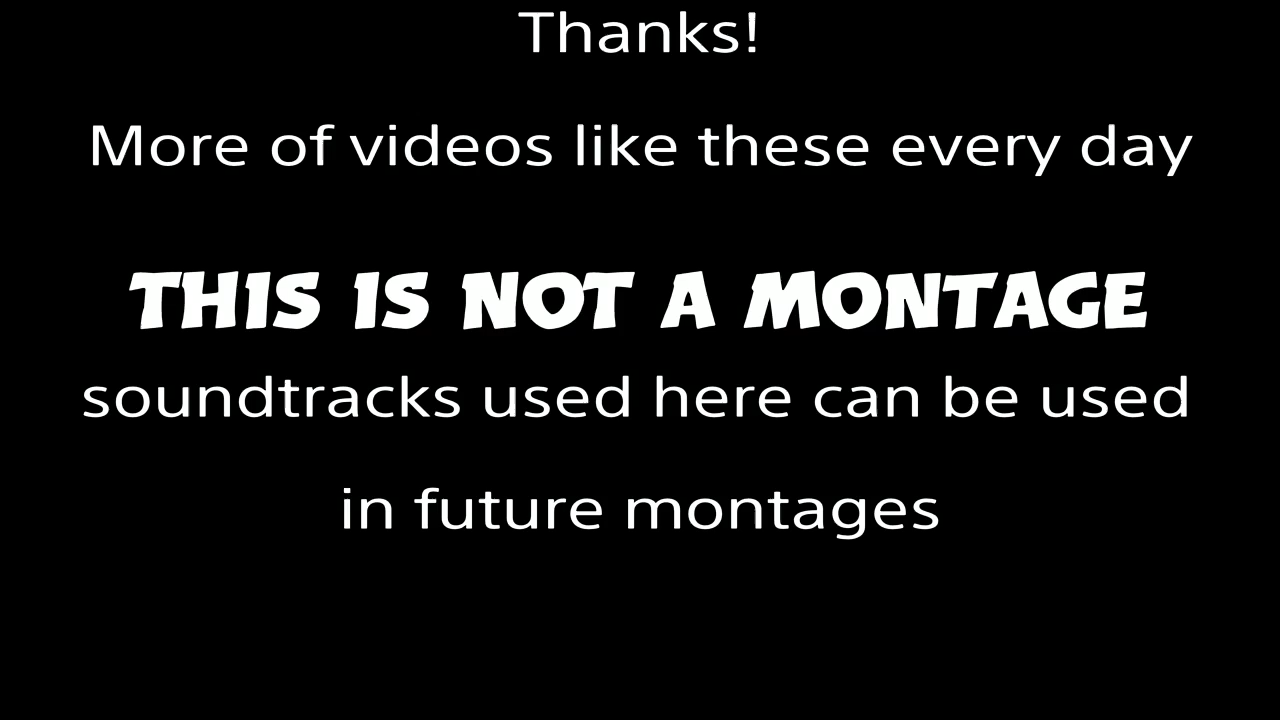 Thanks!
More of videos like these every day
THIS IS NOT A MONTAGE
soundtracks used here can be used
in future montages